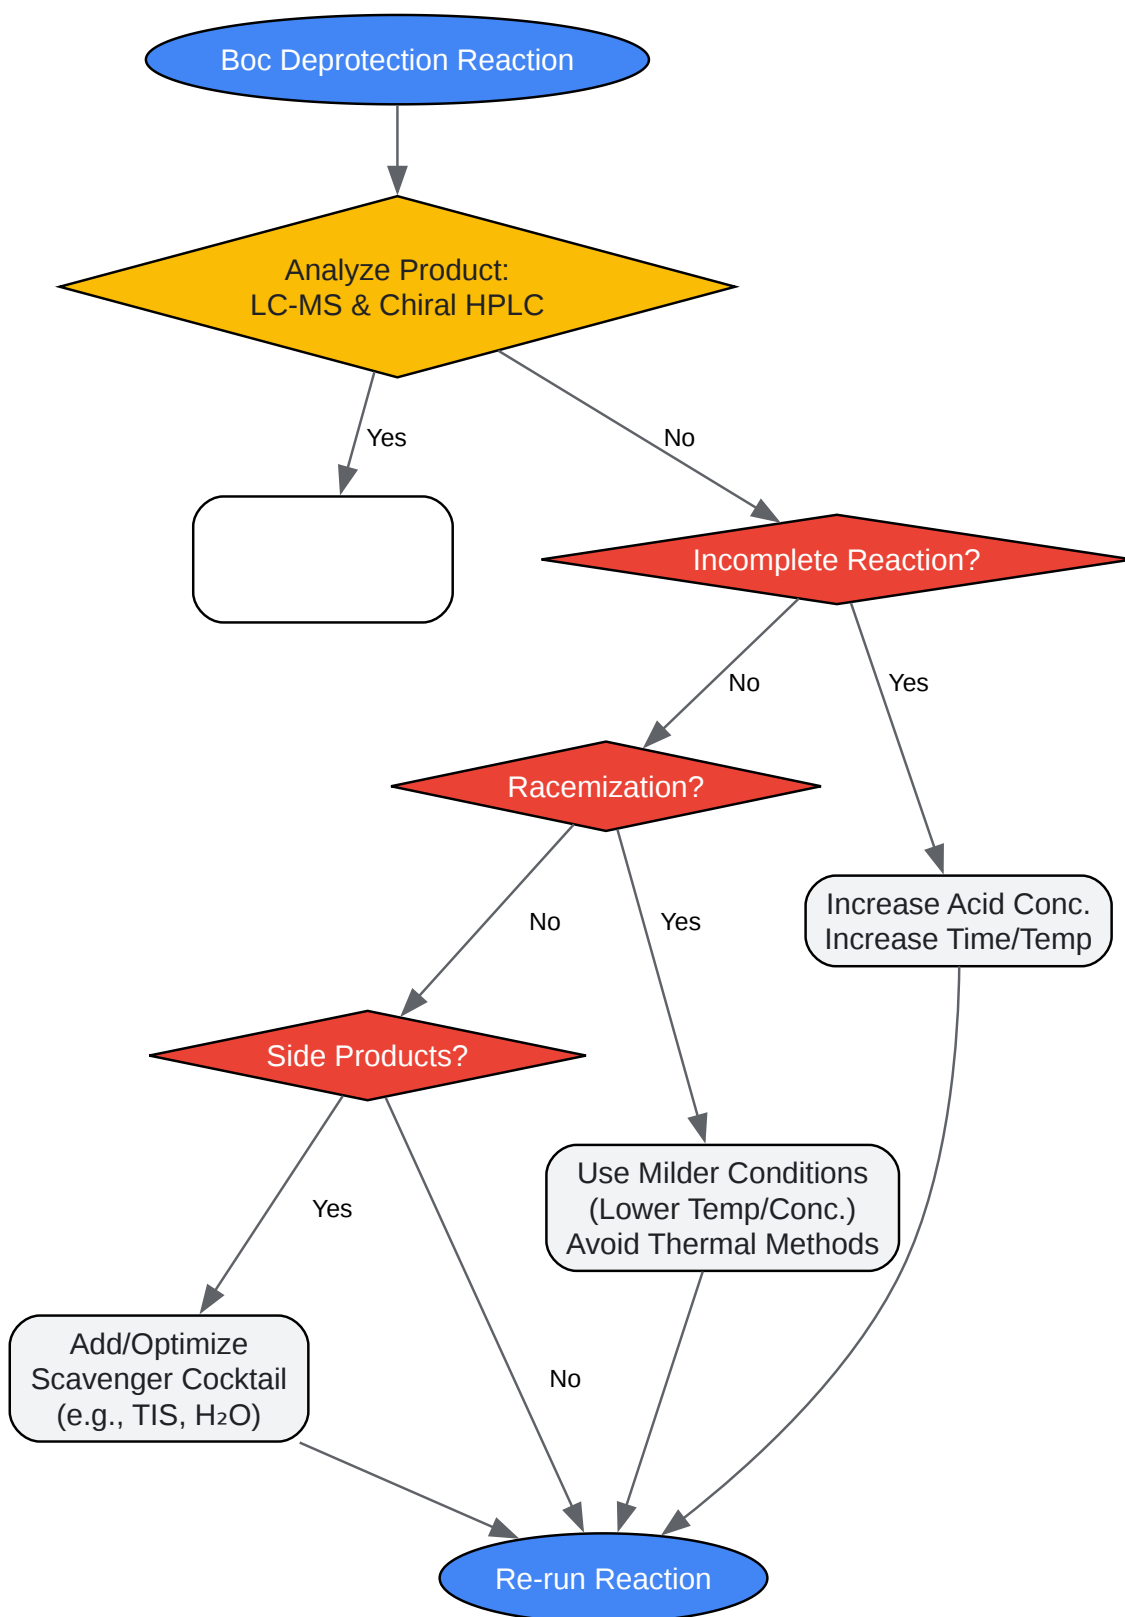 Boc Deprotection Reaction
Analyze Product:
LC-MS & Chiral HPLC
Yes
No
Incomplete Reaction?
No
Yes
Racemization?
Increase Acid Conc.
Increase Time/Temp
No
Yes
Side Products?
Use Milder Conditions
(Lower Temp/Conc.)
Avoid Thermal Methods
Yes
Add/Optimize
Scavenger Cocktail
(e.g., TIS, H₂O)
No
Re-run Reaction